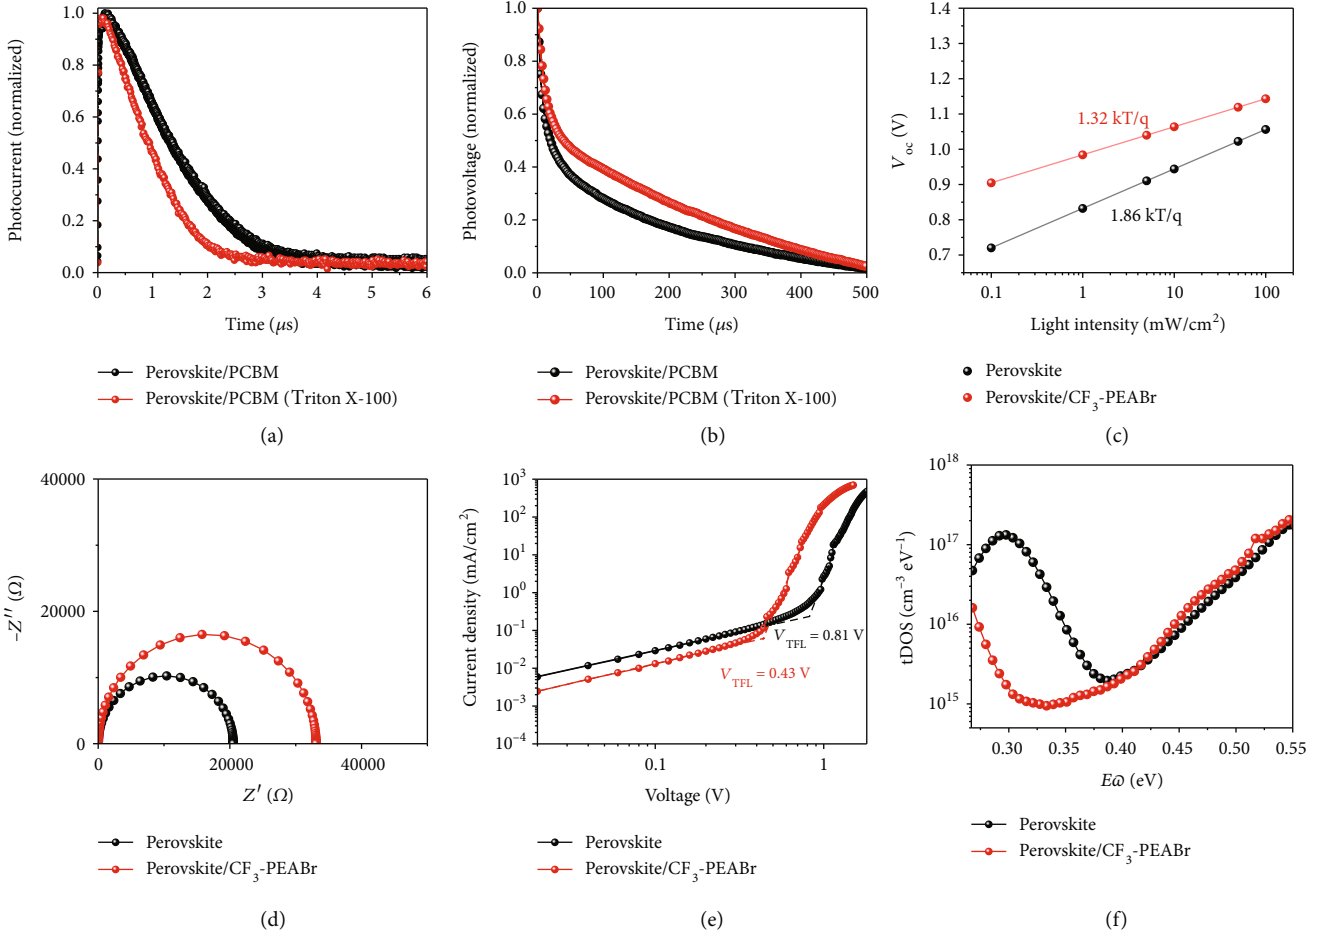 Photocurrent (normalized)
1.0
0.8
0.6
0.4
0.2
0.0
0 1 2 3 4 5 6
Time (μs)
Perovskite/PCBM
Perovskite/PCBM (Triton X-100)
(a)
Photovoltage (normalized)
1.0
0.8
0.6
0.4
0.2
0.0
0 100 200 300 400 500
Time (μs)
Perovskite/PCBM
Perovskite/PCBM (Triton X-100)
(b)
V_oc (V)
1.4
1.3
1.2
1.1
1.0
0.9
0.8
0.7
1.32 kT/q
1.86 kT/q
0.1 1 10 100
Light intensity (mW/cm²)
Perovskite
Perovskite/CF₃-PEABr
(c)
−Z″ (Ω)
40000
20000
0
0 20000 40000
Z′ (Ω)
Perovskite
Perovskite/CF₃-PEABr
(d)
Current density (mA/cm²)
10³
10²
10¹
10⁰
10⁻¹
10⁻²
10⁻³
10⁻⁴
V_TFL = 0.81 V
V_TFL = 0.43 V
0.1 1
Voltage (V)
Perovskite
Perovskite/CF₃-PEABr
(e)
tDOS (cm⁻³ eV⁻¹)
10¹⁸
10¹⁷
10¹⁶
10¹⁵
0.30 0.35 0.40 0.45 0.50 0.55
Eω (eV)
Perovskite
Perovskite/CF₃-PEABr
(f)